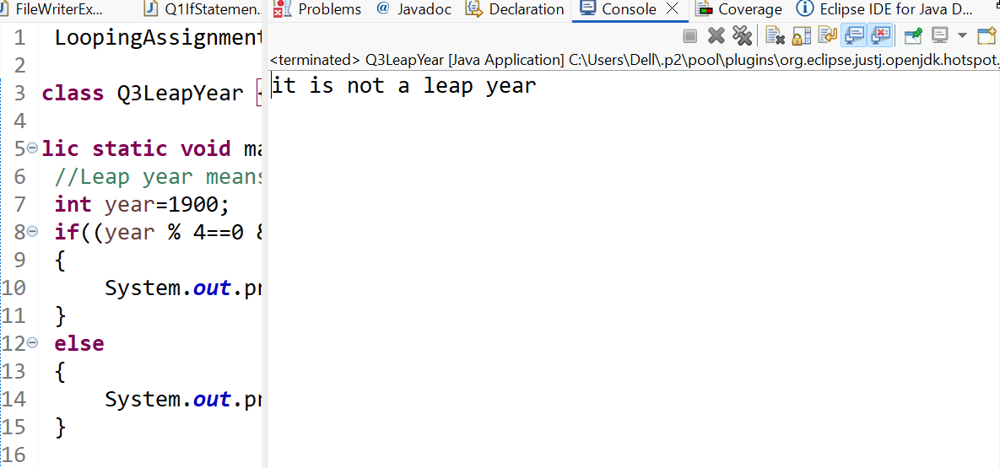 FileWriterEx... Q1IfStatemen.
Problems @ Javadoc Declaration Console Coverage Eclipse IDE for Java D...
<terminated> Q3LeapYear [Java Application] C:\Users\Dell\.p2\pool\plugins\org.eclipse.justj.openjdk.hotspot.
1 LoopingAssignment
2
3 class Q3LeapYear {
4
5 lic static void ma
6 //Leap year means
7 int year=1900;
8 if((year % 4==0 &
9 {
10 System.out.pr
11 }
12 else
13 {
14 System.out.pr
15 }
16
it is not a leap year